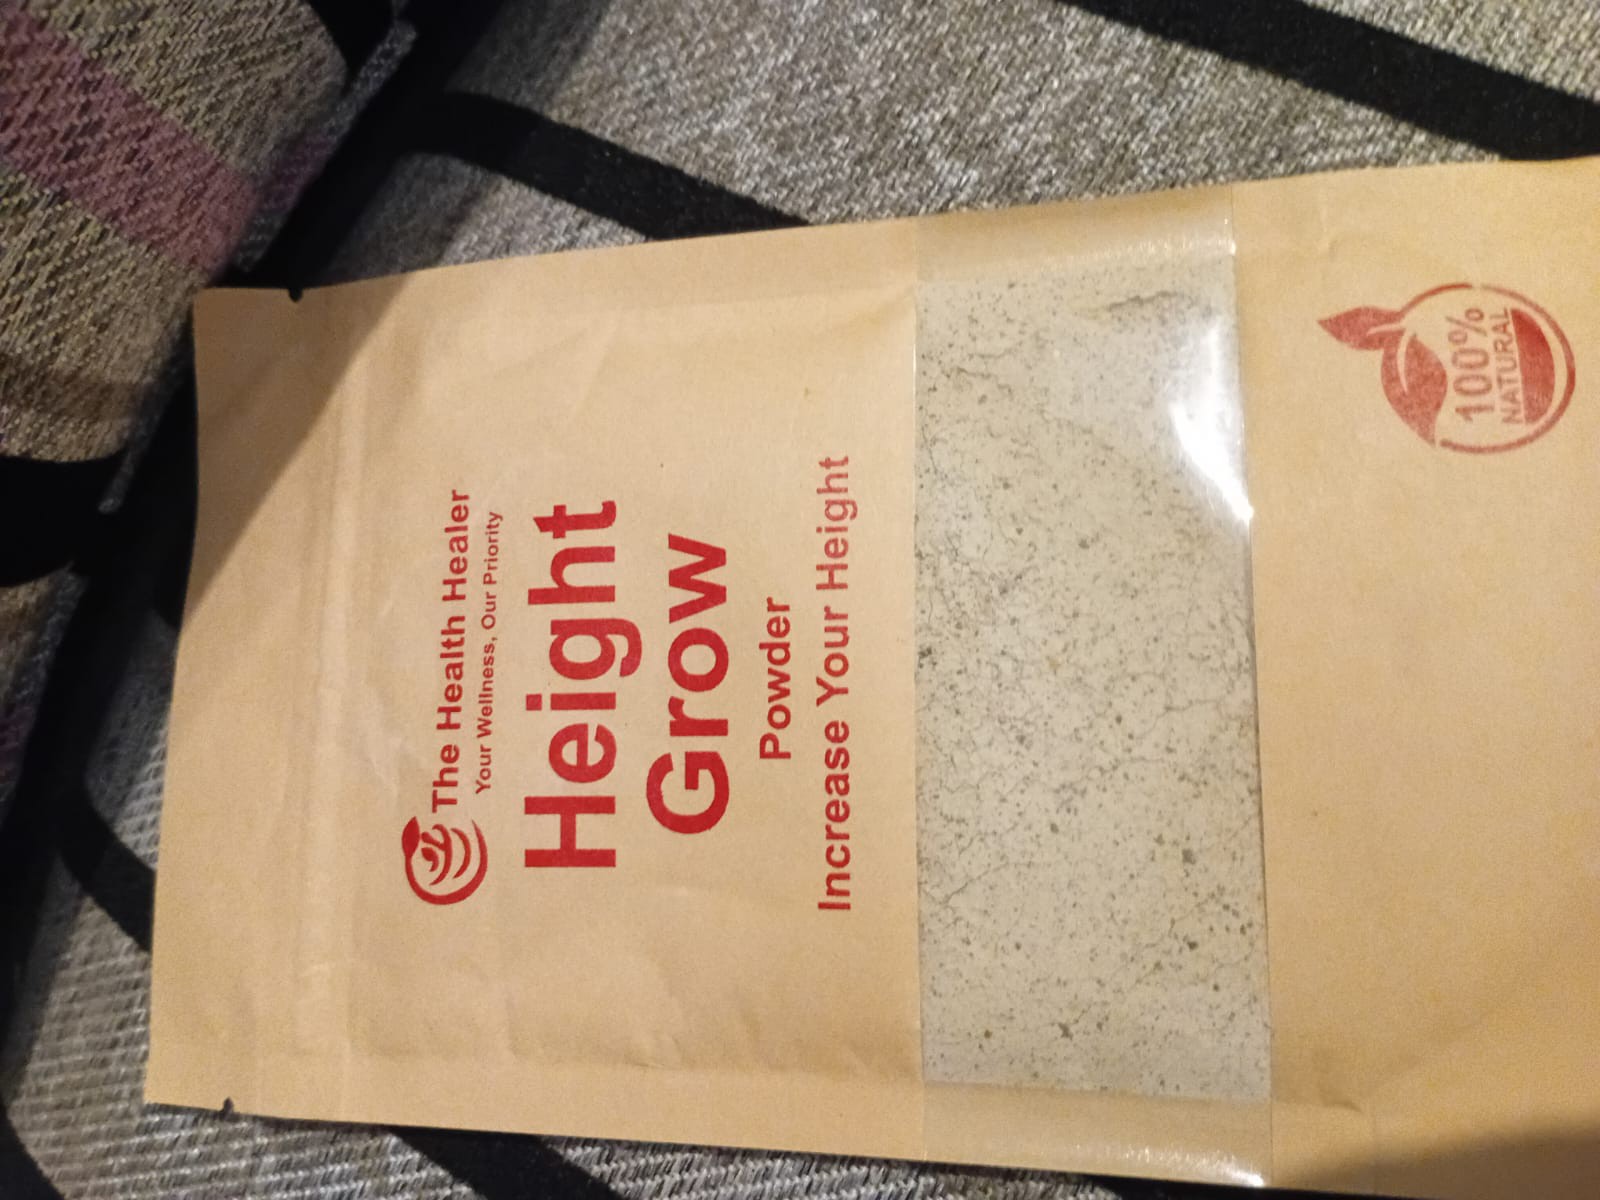 The Health Healer
Your Wellness, Our Priority
Height
Grow
Powder
Increase Your Height
100%
NATURAL